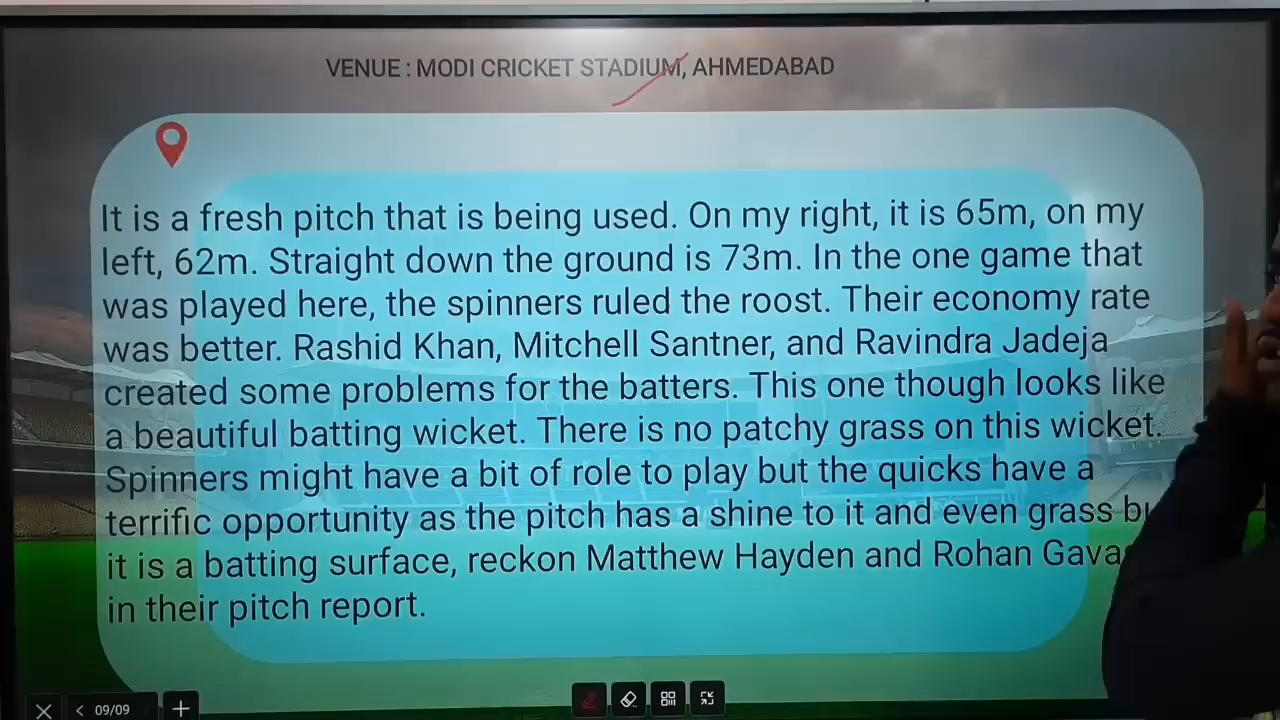 VENUE : MODI CRICKET STADIUM, AHMEDABAD
It is a fresh pitch that is being used. On my right, it is 65m, on my
left, 62m. Straight down the ground is 73m. In the one game that
was played here, the spinners ruled the roost. Their economy rate
was better. Rashid Khan, Mitchell Santner, and Ravindra Jadeja
created some problems for the batters. This one though looks like
a beautiful batting wicket. There is no patchy grass on this wicket.
Spinners might have a bit of role to play but the quicks have a
terrific opportunity as the pitch has a shine to it and even grass
it is a batting surface, reckon Matthew Hayden and Rohan
in their pitch report.
09/09